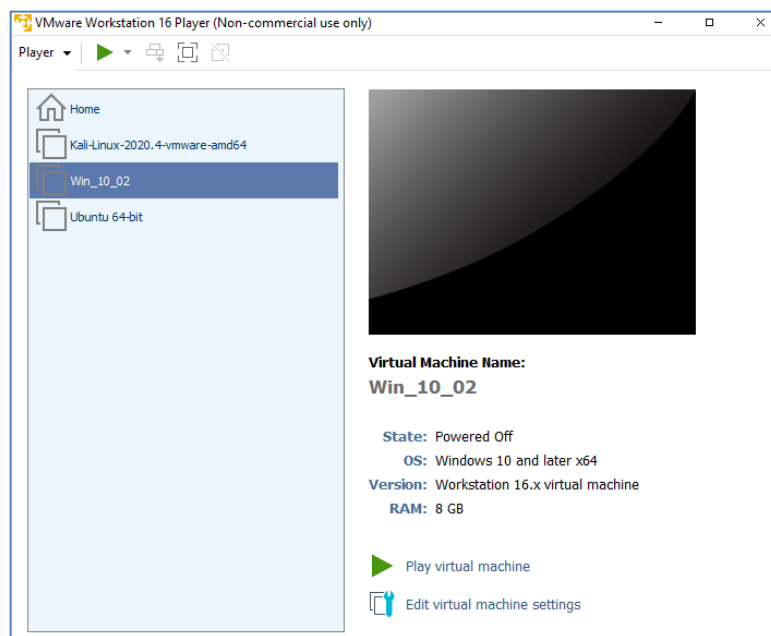 VMware Workstation 16 Player (Non-commercial use only)
Player
Home
Kali-Linux-2020.4-vmware-amd64
Win_10_02
Ubuntu 64-bit
Virtual Machine Name:
Win_10_02
State: Powered Off
OS: Windows 10 and later x64
Version: Workstation 16.x virtual machine
RAM: 8 GB
Play virtual machine
Edit virtual machine settings